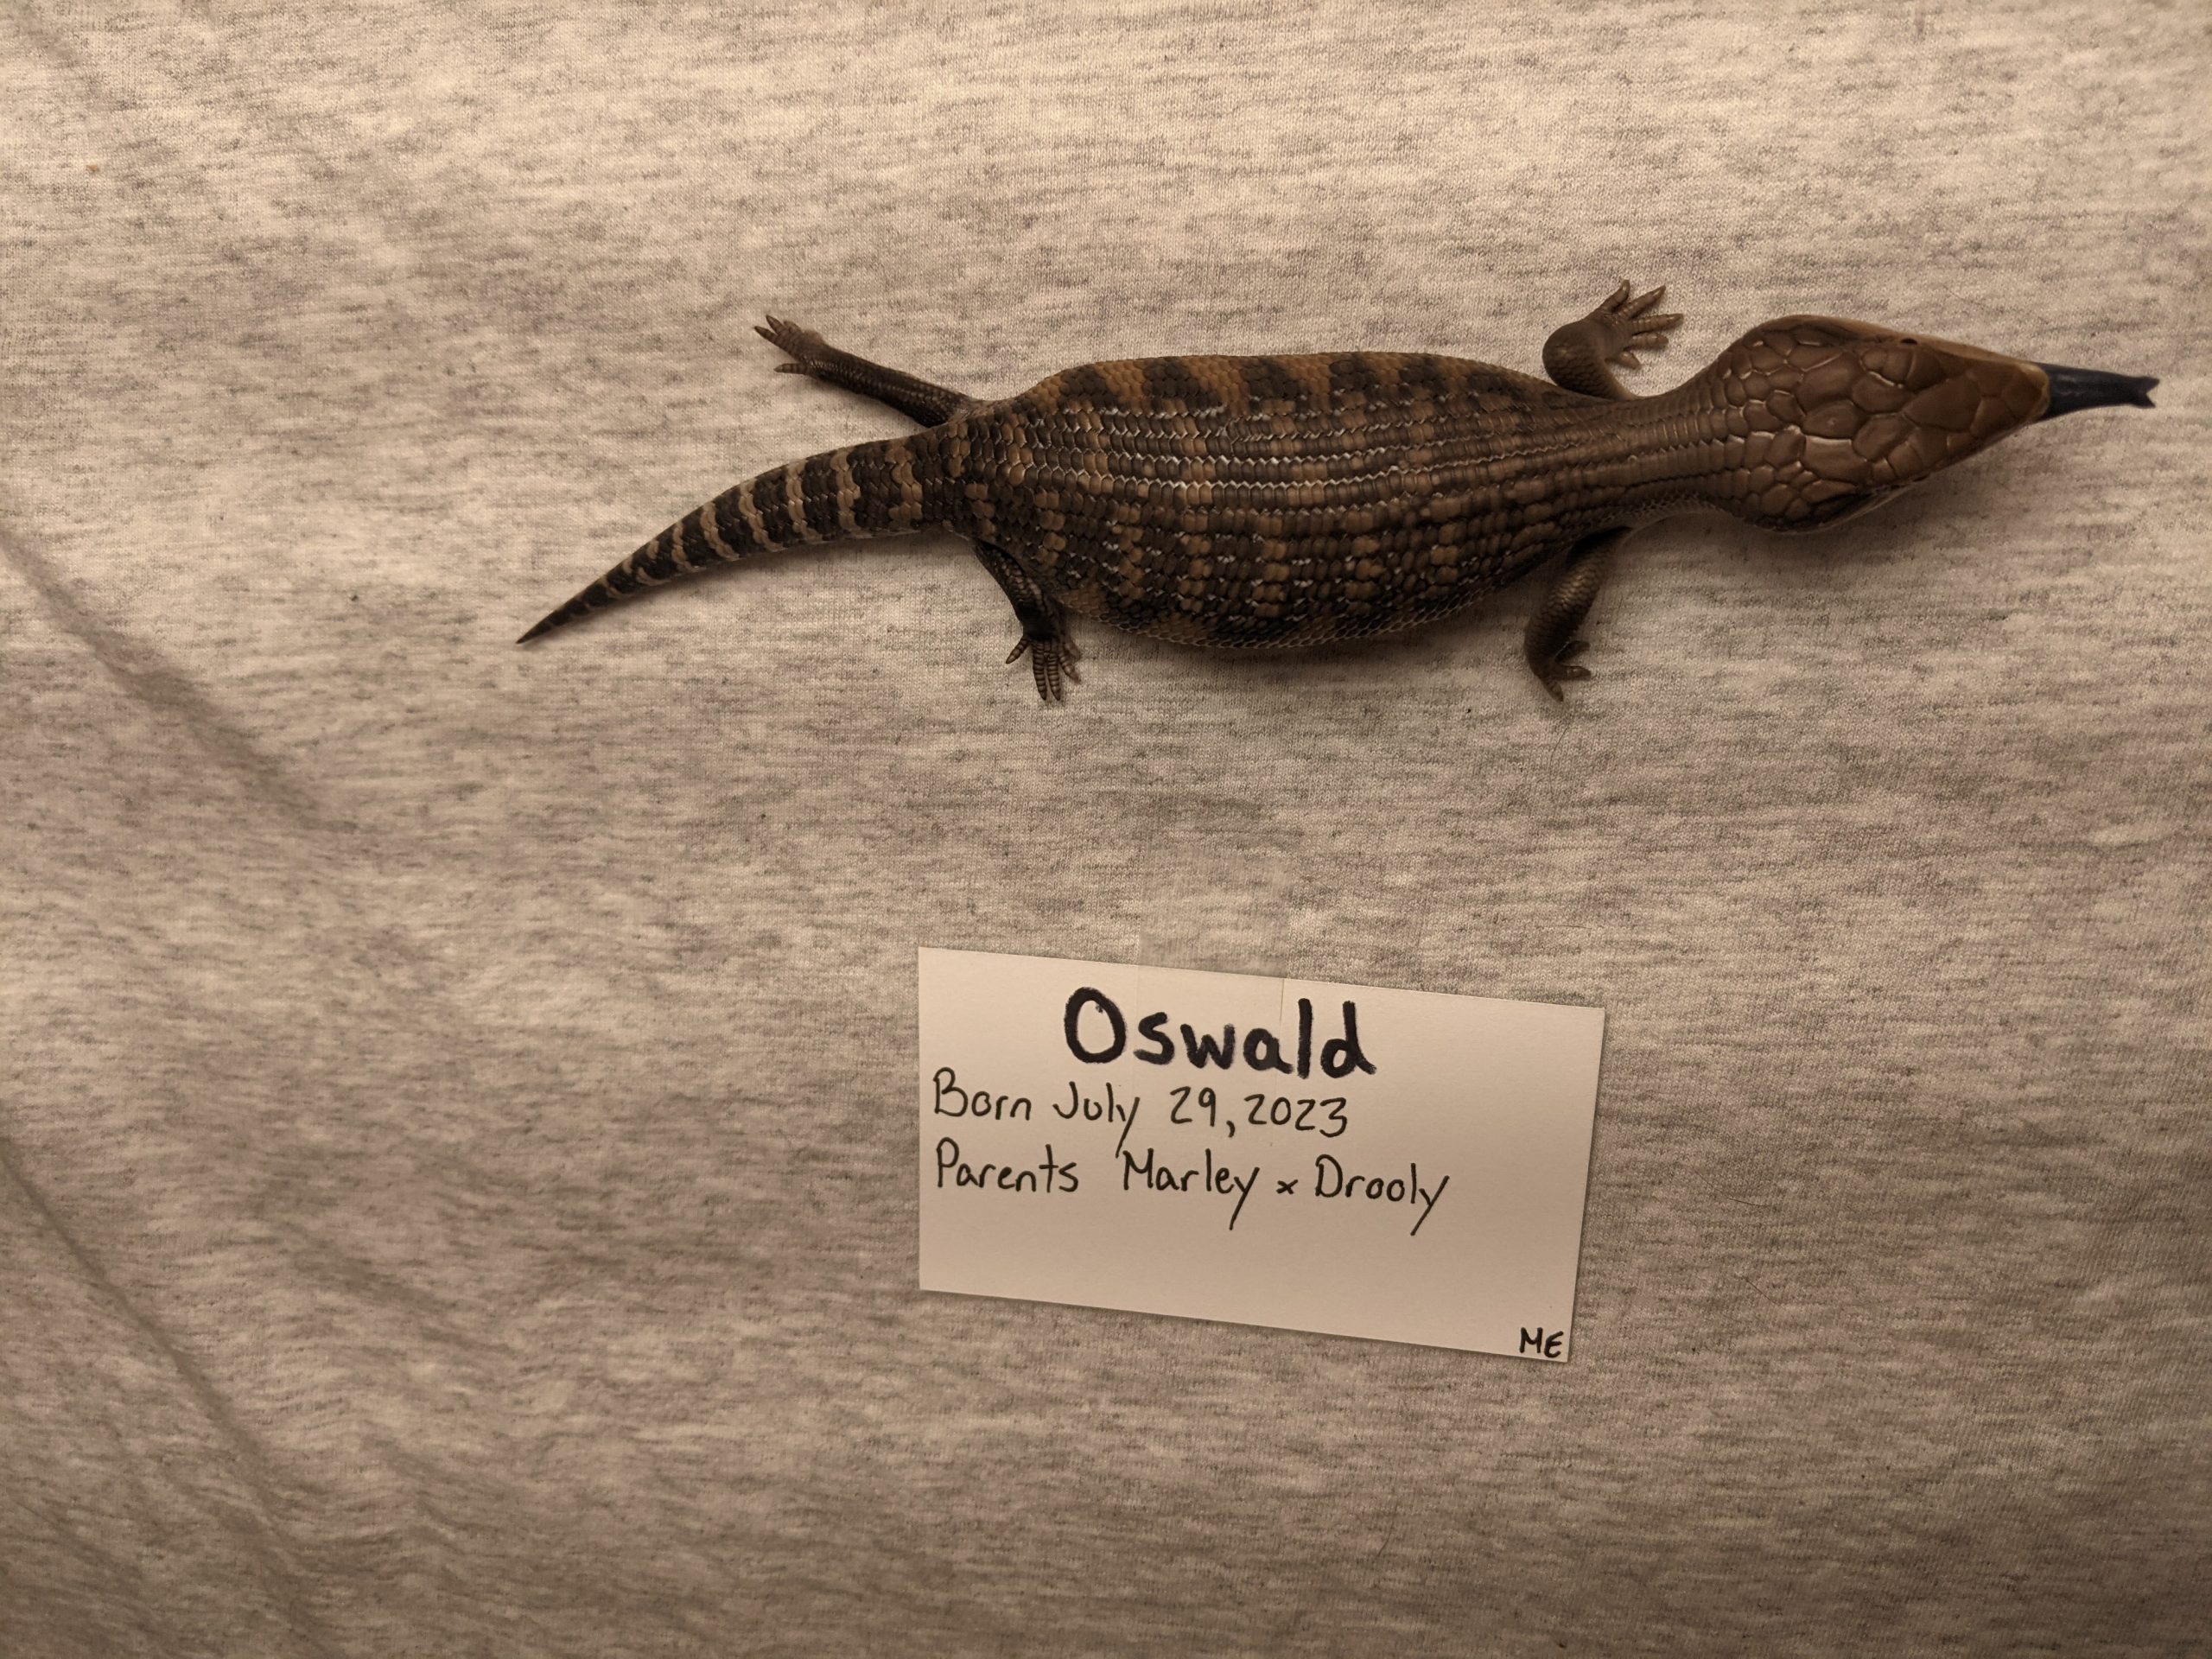 Oswald
Born July 29, 2023
Parents Marley x Drooly
ME